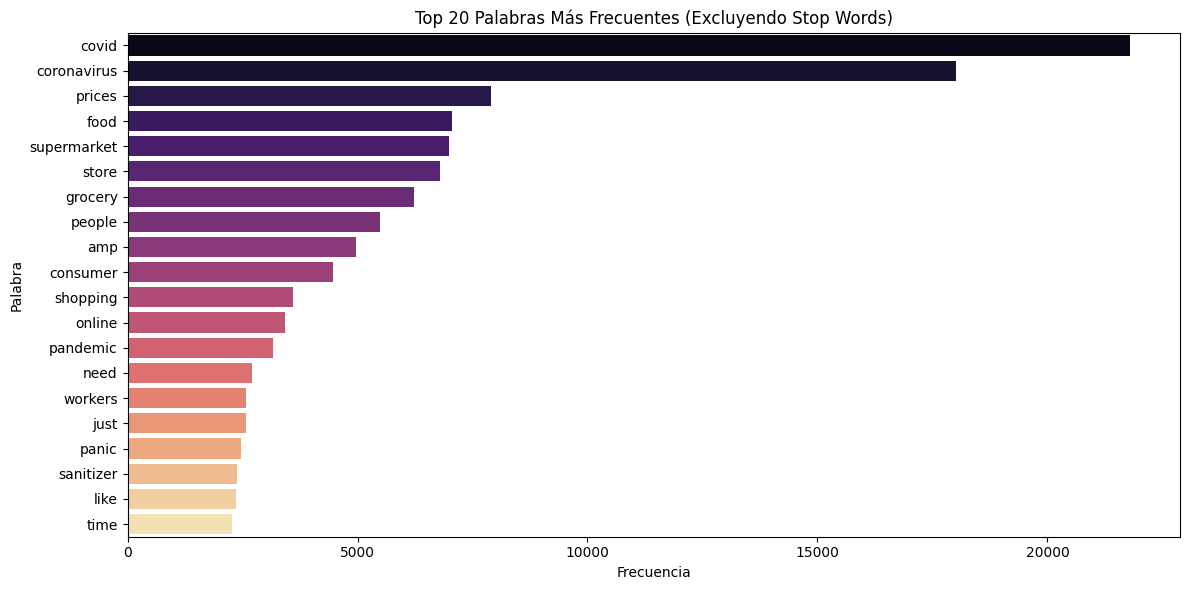 Top 20 Palabras Más Frecuentes (Excluyendo Stop Words)
Palabra
covid
coronavirus
prices
food
supermarket
store
grocery
people
amp
consumer
shopping
online
pandemic
need
workers
just
panic
sanitizer
like
time
0 5000 10000 15000 20000
Frecuencia